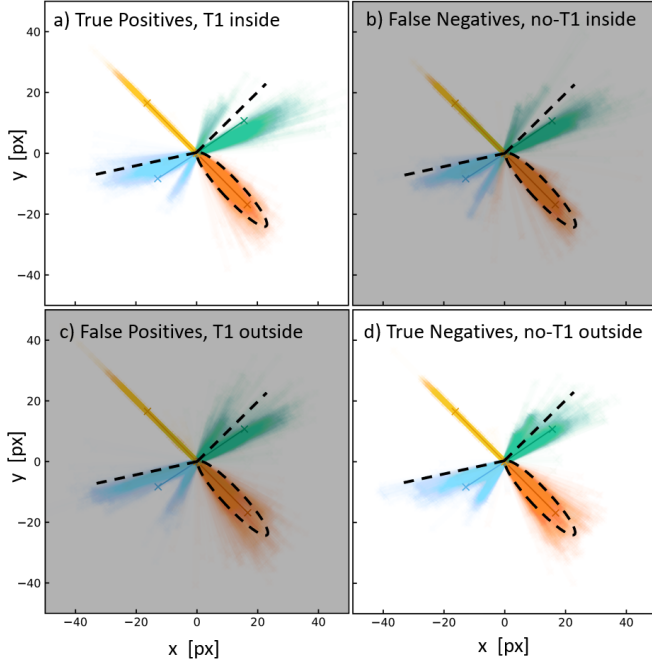 a) True Positives, T1 inside
b) False Negatives, no-T1 inside
40
20
0
−20
−40
y [px]
c) False Positives, T1 outside
d) True Negatives, no-T1 outside
40
20
0
−20
−40
y [px]
−40 −20 0 20 40
−40 −20 0 20 40
x [px]
x [px]